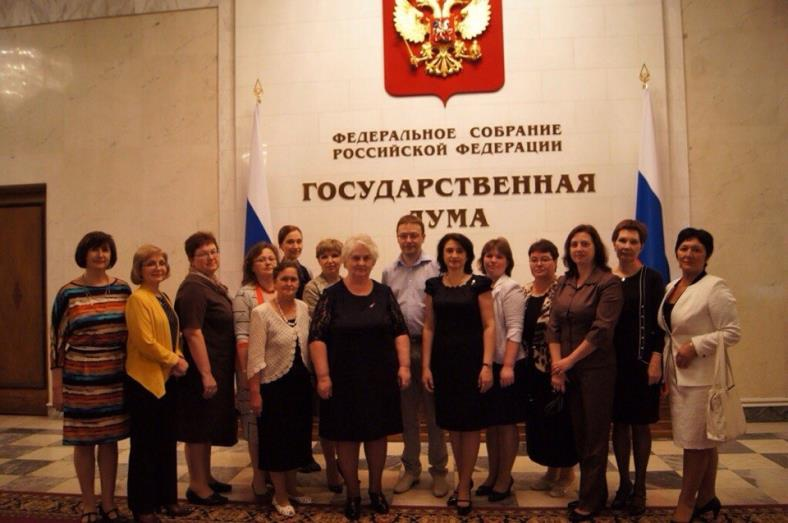 ФЕДЕРАЛЬНОЕ СОБРАНИЕ
РОССИЙСКОЙ ФЕДЕРАЦИИ
ГОСУДАРСТВЕННАЯ
ДУМА